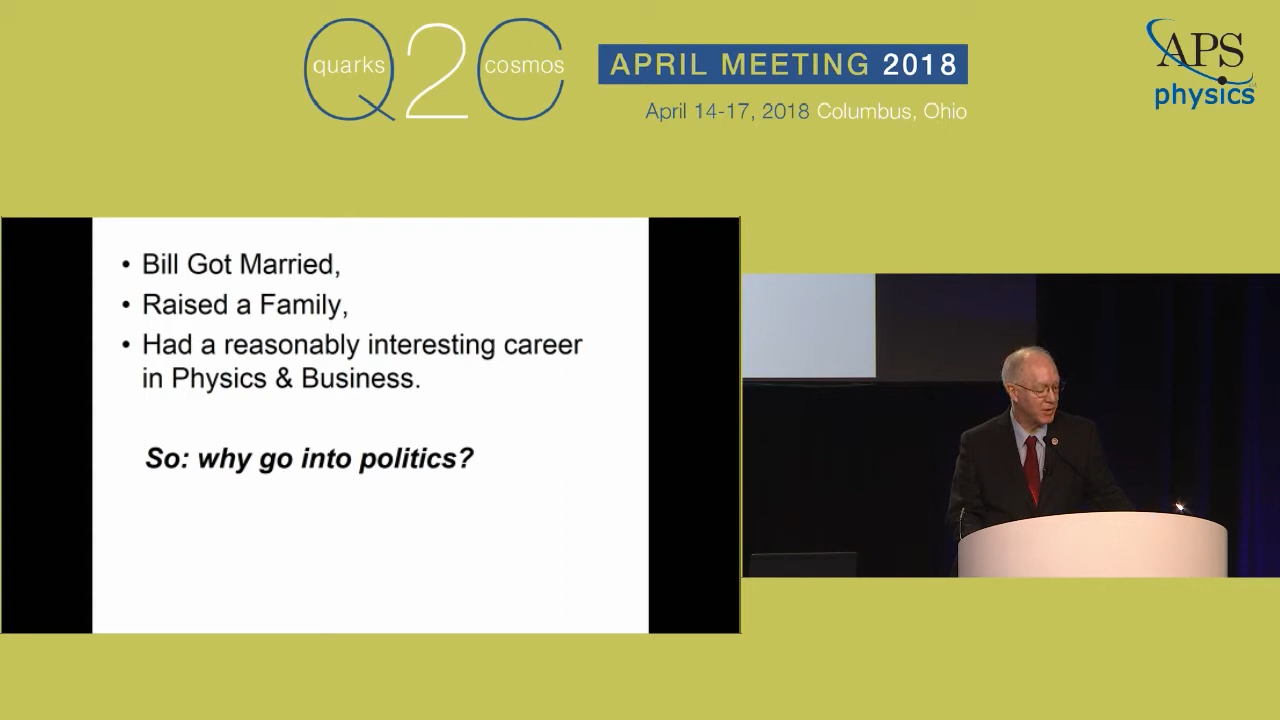 quarks Q2C cosmos
APRIL MEETING 2018
April 14-17, 2018 Columbus, Ohio
APS
physics
• Bill Got Married,
• Raised a Family,
• Had a reasonably interesting career
in Physics & Business.
So: why go into politics?